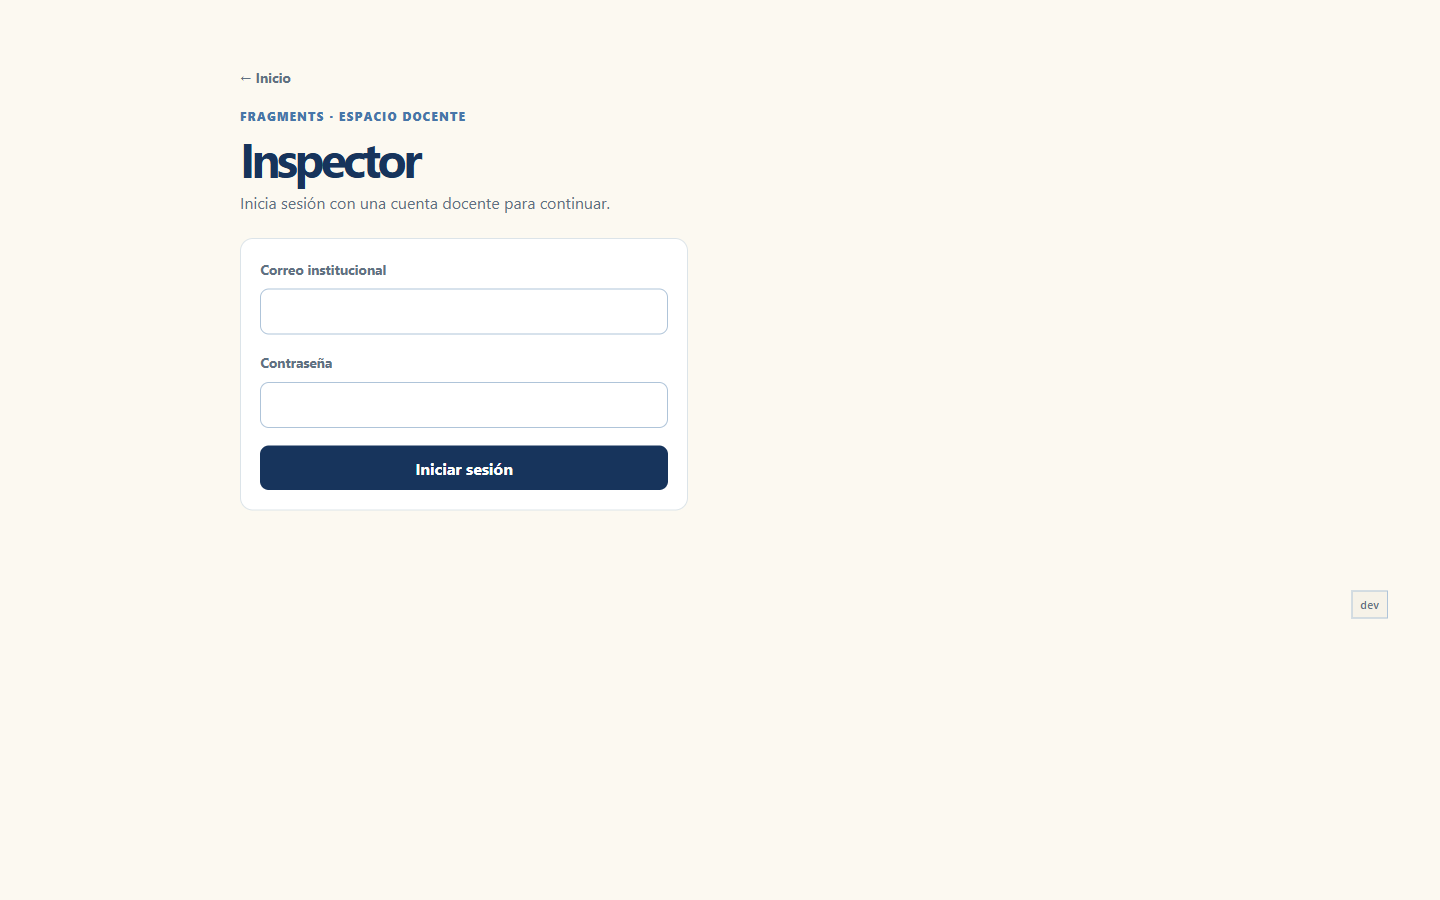 ← Inicio
FRAGMENTS · ESPACIO DOCENTE
Inspector
Inicia sesión con una cuenta docente para continuar.
Correo institucional
Contraseña
Iniciar sesión
dev